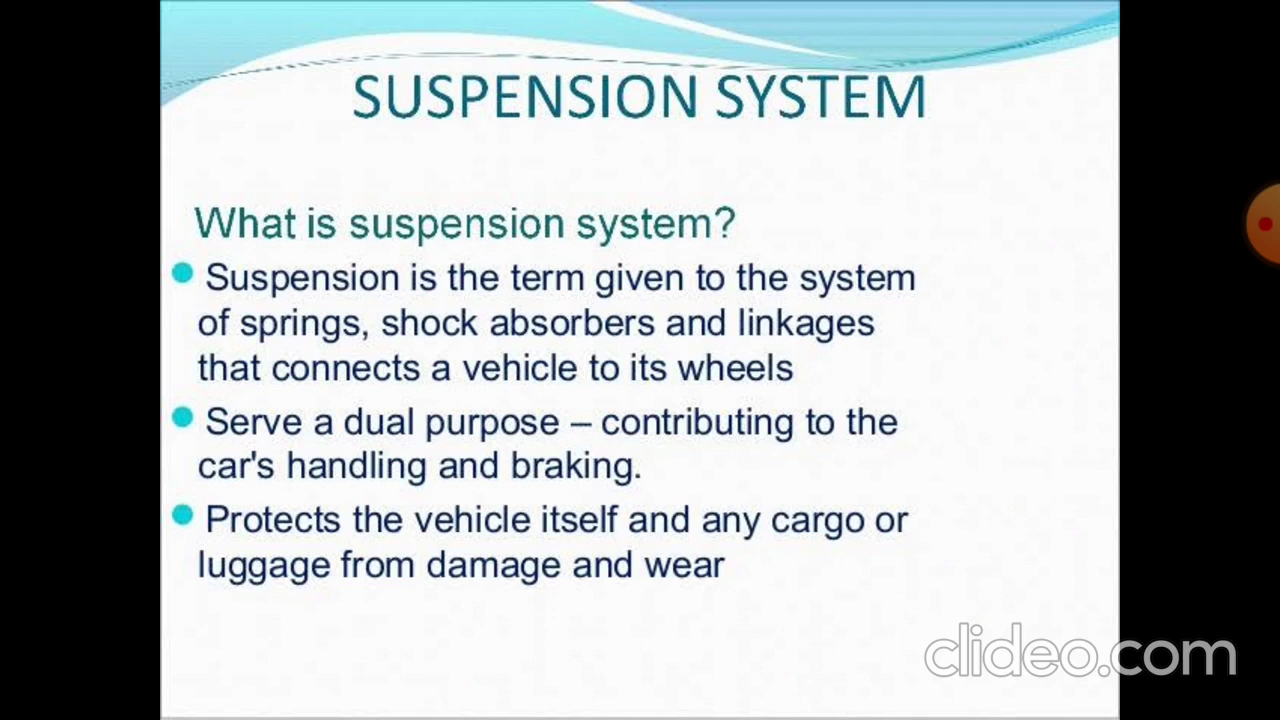 SUSPENSION SYSTEM
What is suspension system?
Suspension is the term given to the system
of springs, shock absorbers and linkages
that connects a vehicle to its wheels
Serve a dual purpose – contributing to the
car's handling and braking.
Protects the vehicle itself and any cargo or
luggage from damage and wear
clideo.com